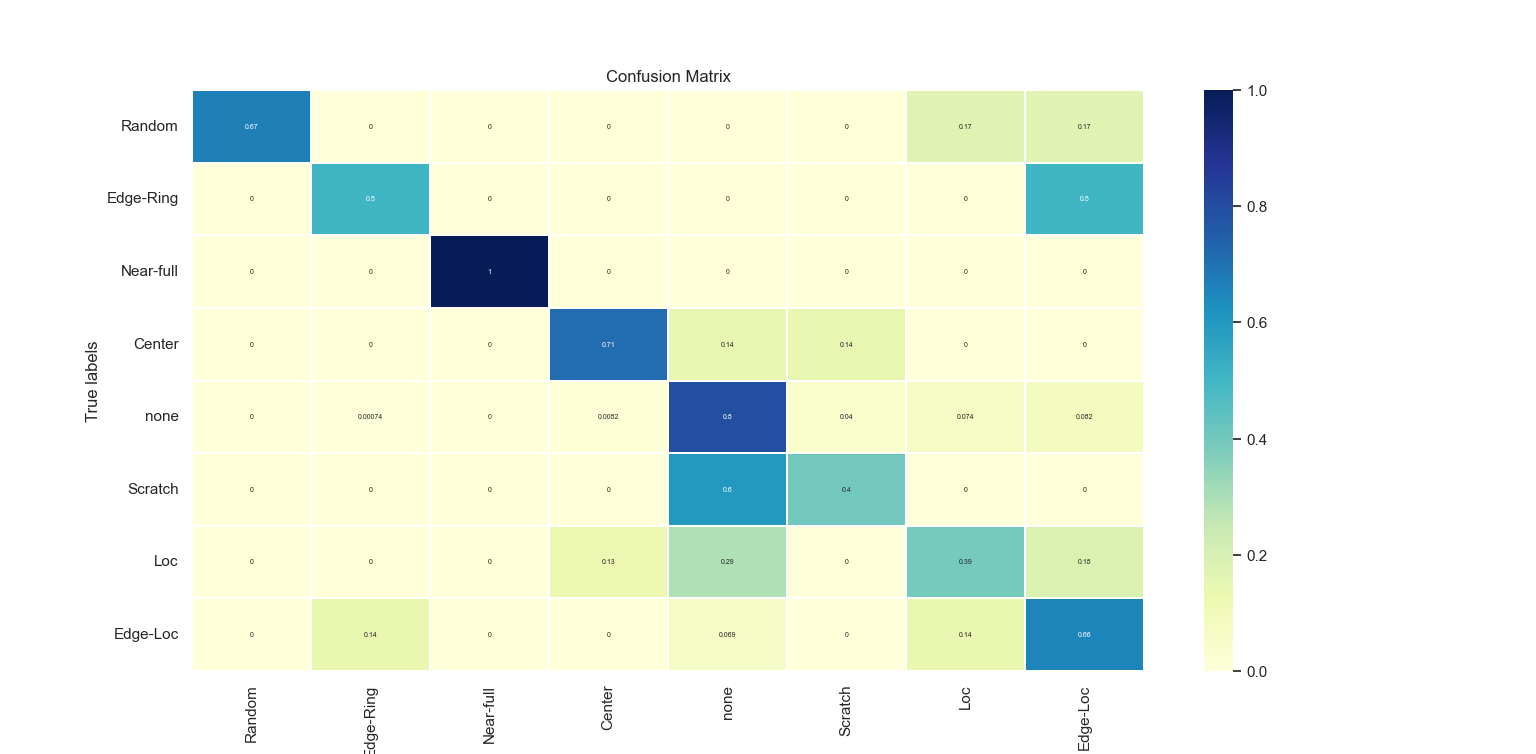 Confusion Matrix
True labels
Random 0.67 0 0 0 0 0 0.17 0.17
Edge-Ring 0 0.5 0 0 0 0 0 0.5
Near-full 0 0 1 0 0 0 0 0
Center 0 0 0 0.71 0.14 0.14 0 0
none 0 0.00074 0 0.0082 0.8 0.04 0.074 0.082
Scratch 0 0 0 0 0.6 0.4 0 0
Loc 0 0 0 0.13 0.29 0 0.39 0.18
Edge-Loc 0 0.14 0 0 0.069 0 0.14 0.66
Random Edge-Ring Near-full Center none Scratch Loc Edge-Loc
1.0
0.8
0.6
0.4
0.2
0.0